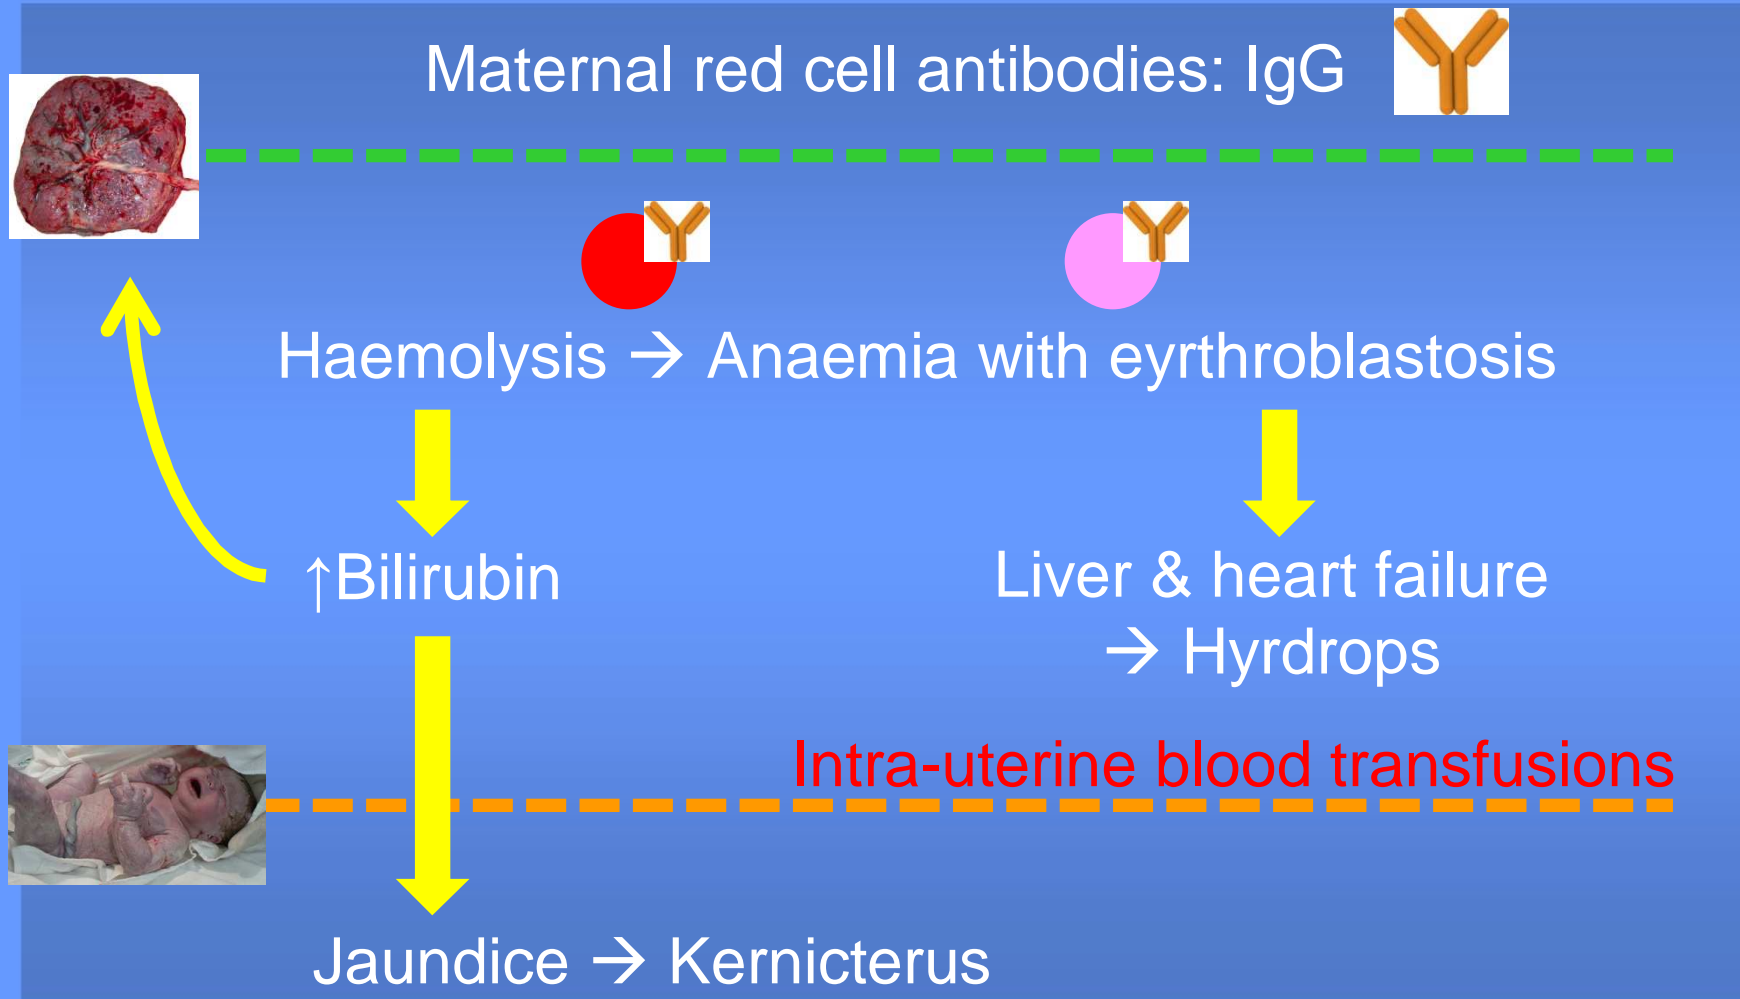 Maternal red cell antibodies: IgG
Haemolysis → Anaemia with eyrthroblastosis
↑Bilirubin
Liver & heart failure
→ Hyrdrops
Intra-uterine blood transfusions
Jaundice → Kernicterus